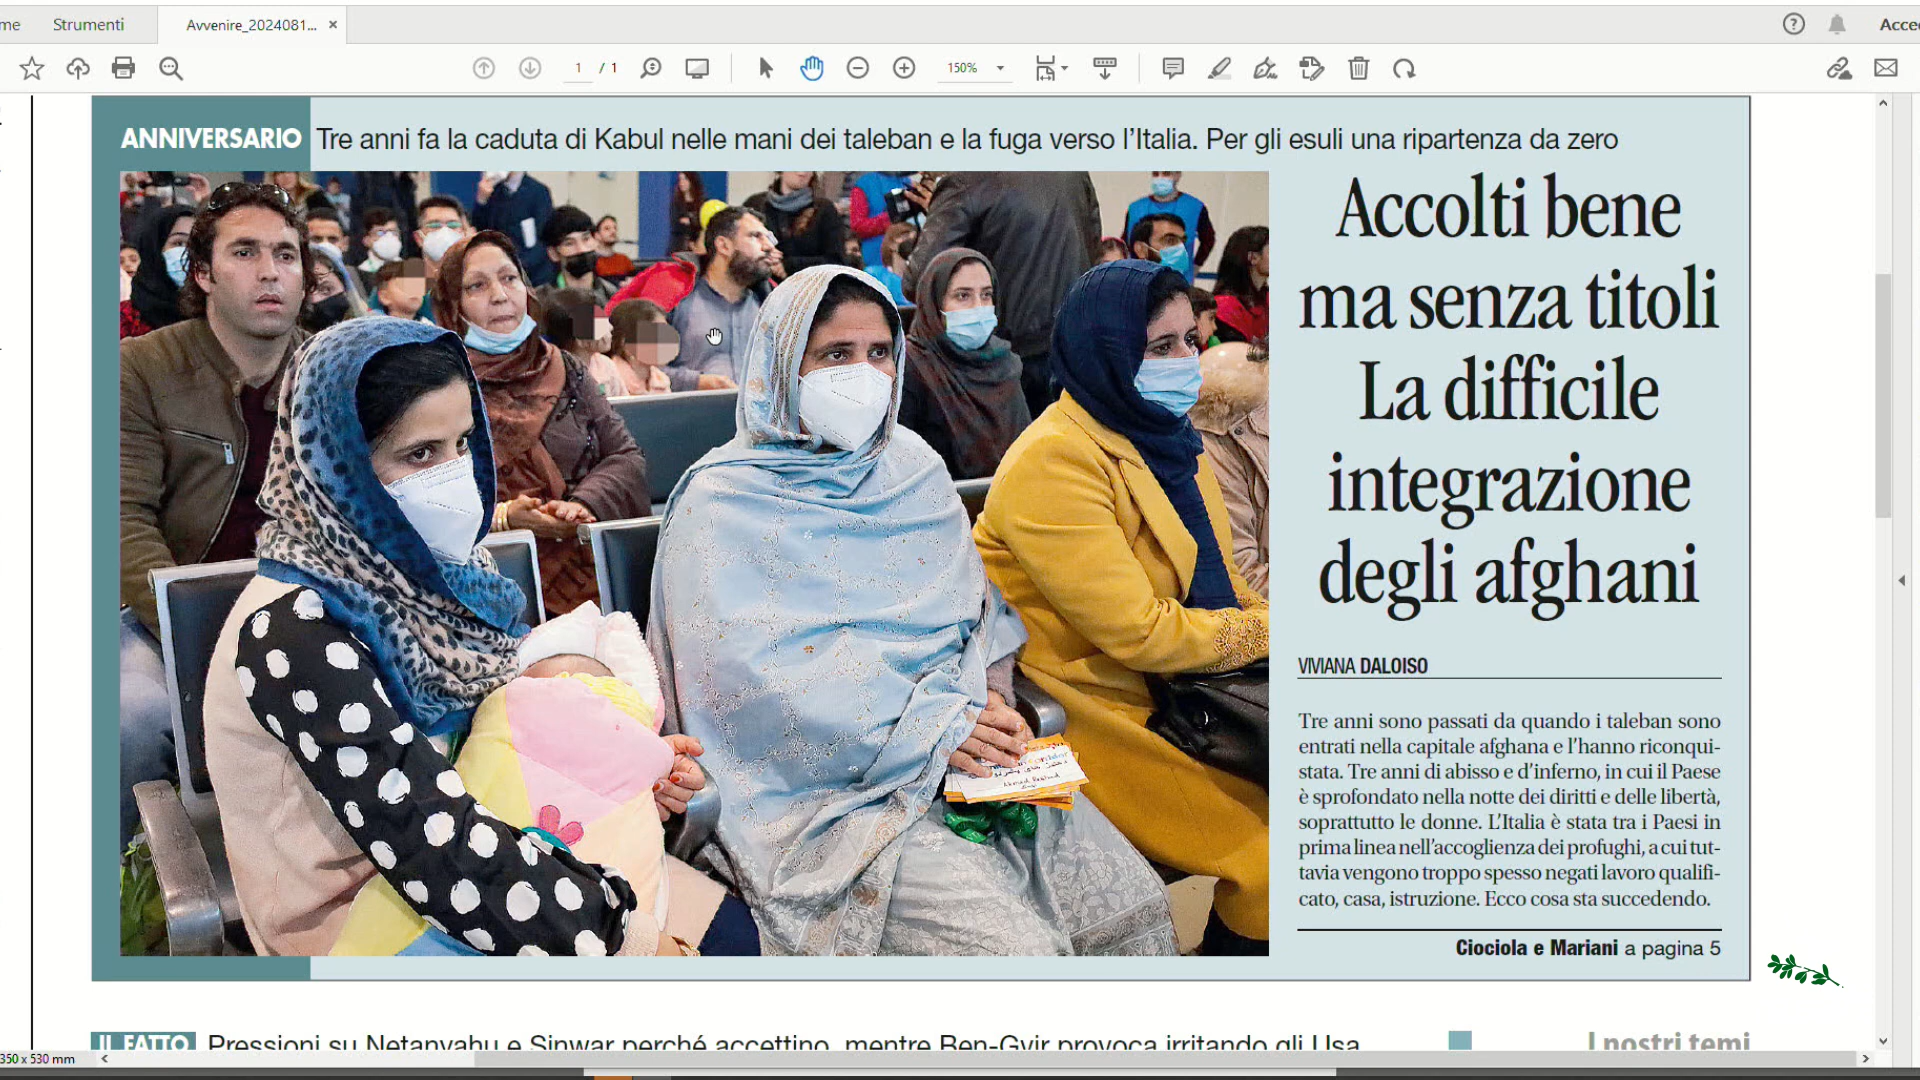 me
Strumenti
Avvenire_2024081...
Acce
1 / 1
150%
ANNIVERSARIO Tre anni fa la caduta di Kabul nelle mani dei taleban e la fuga verso l’Italia. Per gli esuli una ripartenza da zero
Accolti bene
ma senza titoli
La difficile
integrazione
degli afghani
VIVIANA DALOISO
Tre anni sono passati da quando i taleban sono
entrati nella capitale afghana e l’hanno riconqui-
stata. Tre anni di abisso e d’inferno, in cui il Paese
è sprofondato nella notte dei diritti e delle libertà,
soprattutto le donne. L’Italia è stata tra i Paesi in
prima linea nell’accoglienza dei profughi, a cui tut-
tavia vengono troppo spesso negati lavoro qualifi-
cato, casa, istruzione. Ecco cosa sta succedendo.
Ciociola e Mariani a pagina 5
IL FATTO Pressioni su Netanyahu e Sinwar perché accettino, mentre Ben-Gvir provoca irritando gli Usa
I nostri temi
350 x 530 mm